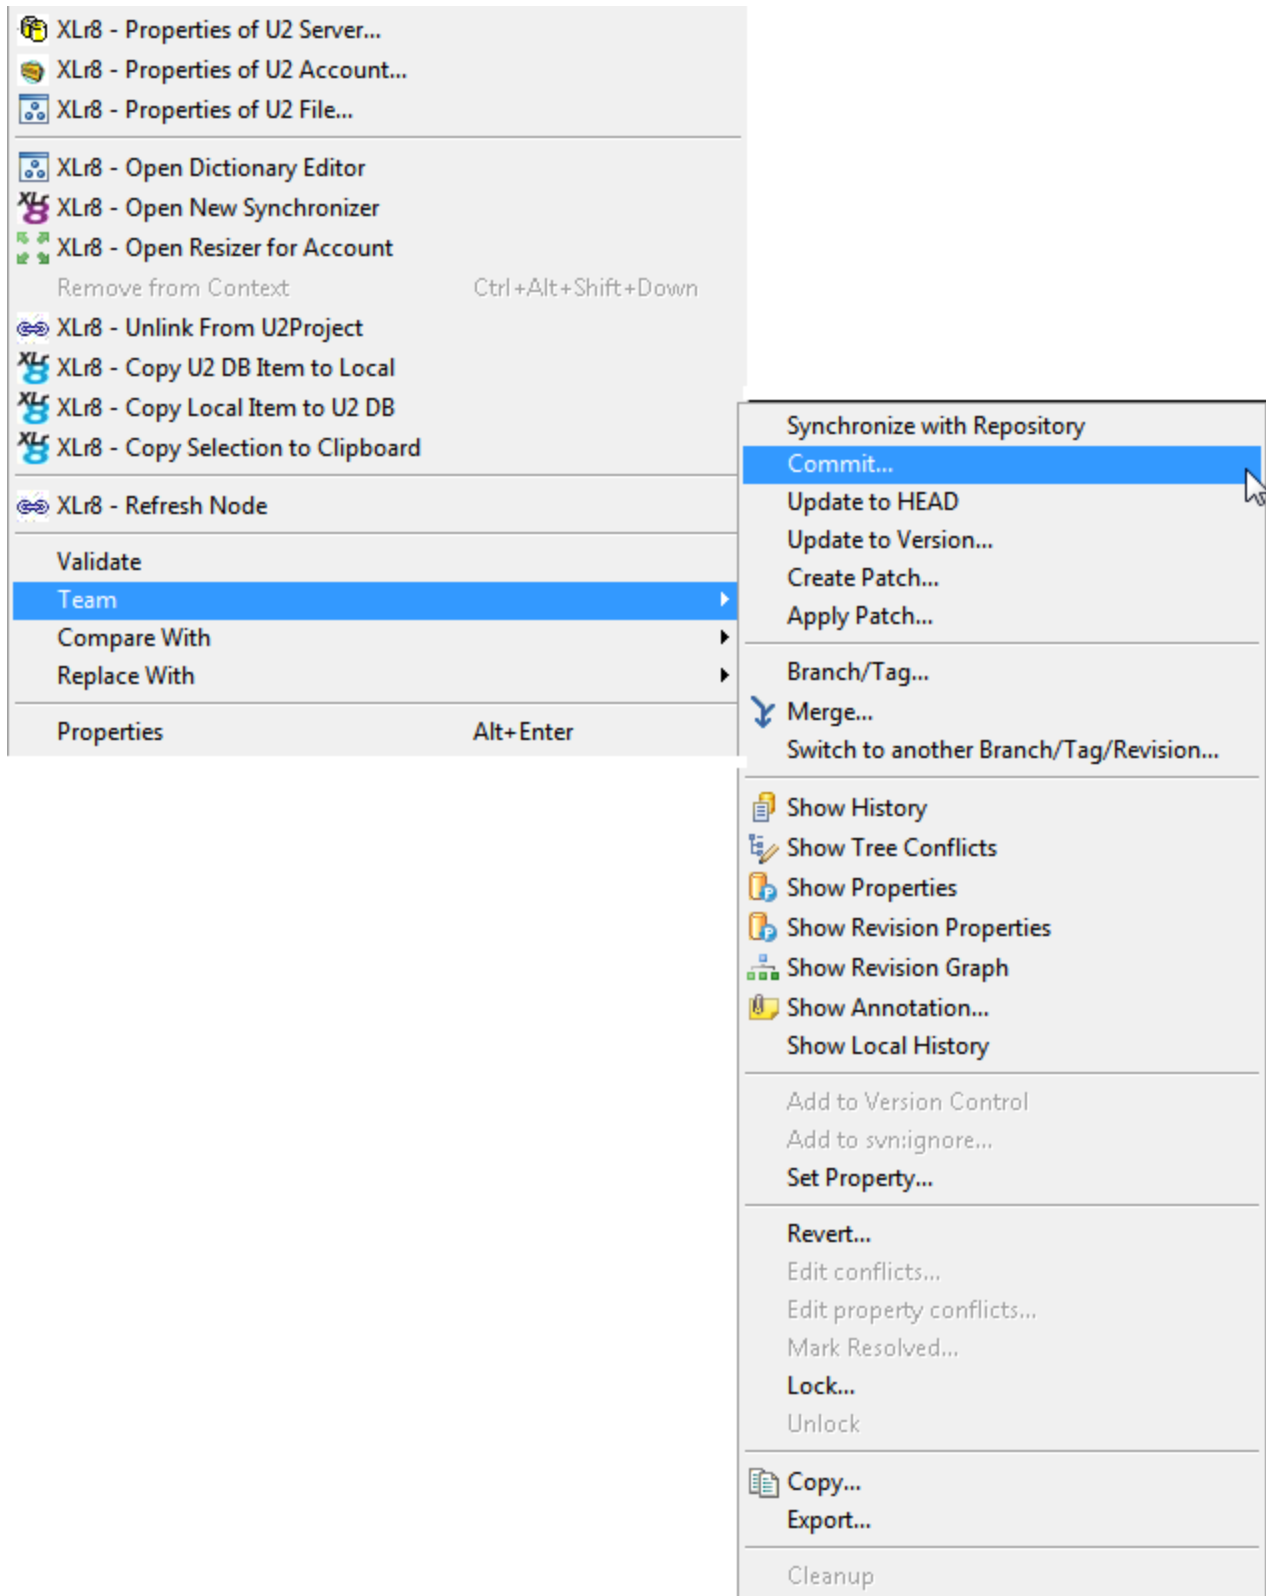 XLr8 - Properties of U2 Server...
XLr8 - Properties of U2 Account...
XLr8 - Properties of U2 File...
XLr8 - Open Dictionary Editor
XLr8 - Open New Synchronizer
XLr8 - Open Resizer for Account
Remove from Context Ctrl+Alt+Shift+Down
XLr8 - Unlink From U2Project
XLr8 - Copy U2 DB Item to Local
XLr8 - Copy Local Item to U2 DB
XLr8 - Copy Selection to Clipboard
XLr8 - Refresh Node
Validate
Team
Compare With
Replace With
Properties Alt+Enter
Synchronize with Repository
Commit...
Update to HEAD
Update to Version...
Create Patch...
Apply Patch...
Branch/Tag...
Merge...
Switch to another Branch/Tag/Revision...
Show History
Show Tree Conflicts
Show Properties
Show Revision Properties
Show Revision Graph
Show Annotation...
Show Local History
Add to Version Control
Add to svn:ignore...
Set Property...
Revert...
Edit conflicts...
Edit property conflicts...
Mark Resolved...
Lock...
Unlock
Copy...
Export...
Cleanup